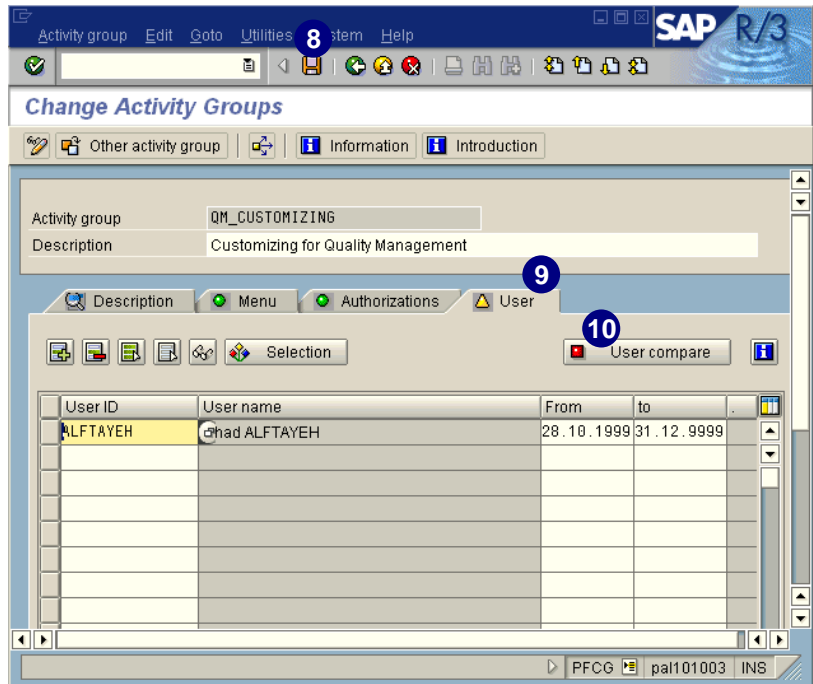 Activity group Edit Goto Utilities stem Help
8
SAP R/3
Change Activity Groups
Other activity group Information Introduction
Activity group QM_CUSTOMIZING
Description Customizing for Quality Management
9
Description Menu Authorizations User
10
Selection User compare
User ID User name From to .
ALFTAYEH had ALFTAYEH 28.10.1999 31.12.9999
PFCG pal101003 INS